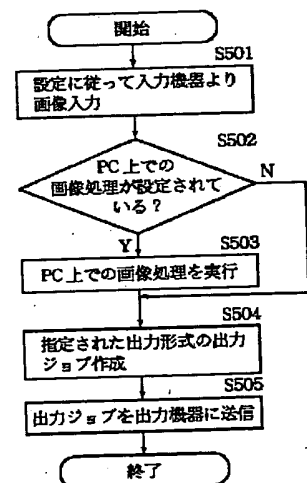 開始
S501
設定に従って入力機器より
画像入力
S502
PC上での
画像処理が設定されて
いる？
N
Y
S503
PC上での画像処理を実行
S504
指定された出力形式の出力
ジョブ作成
S505
出力ジョブを出力機器に送信
終了